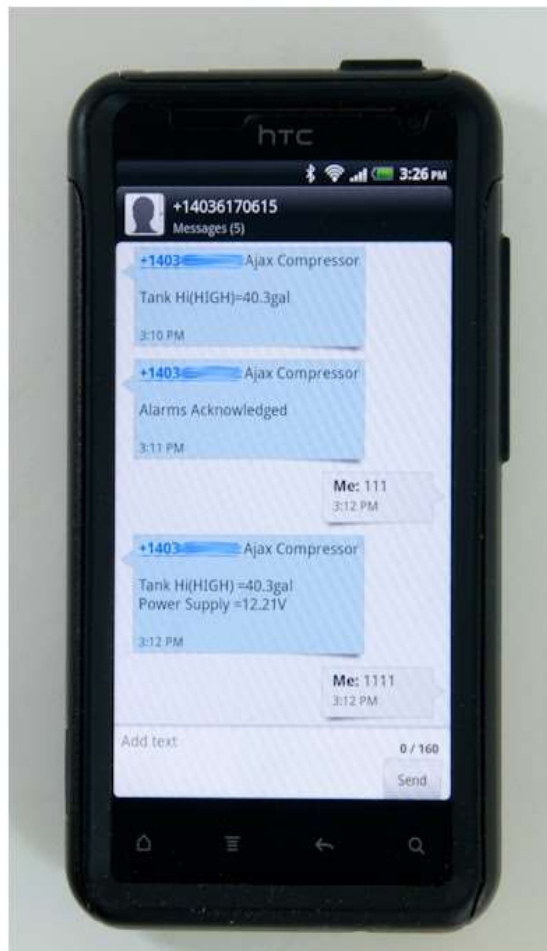 hTC
3:26 PM
+14036170615
Messages (5)
+1403 Ajax Compressor
Tank Hi(HIGH)=40.3gal
3:10 PM
+1403 Ajax Compressor
Alarms Acknowledged
3:11 PM
Me: 111
3:12 PM
+1403 Ajax Compressor
Tank Hi(HIGH) =40.3gal
Power Supply =12.21V
3:12 PM
Me: 1111
3:12 PM
Add text
0 / 160
Send